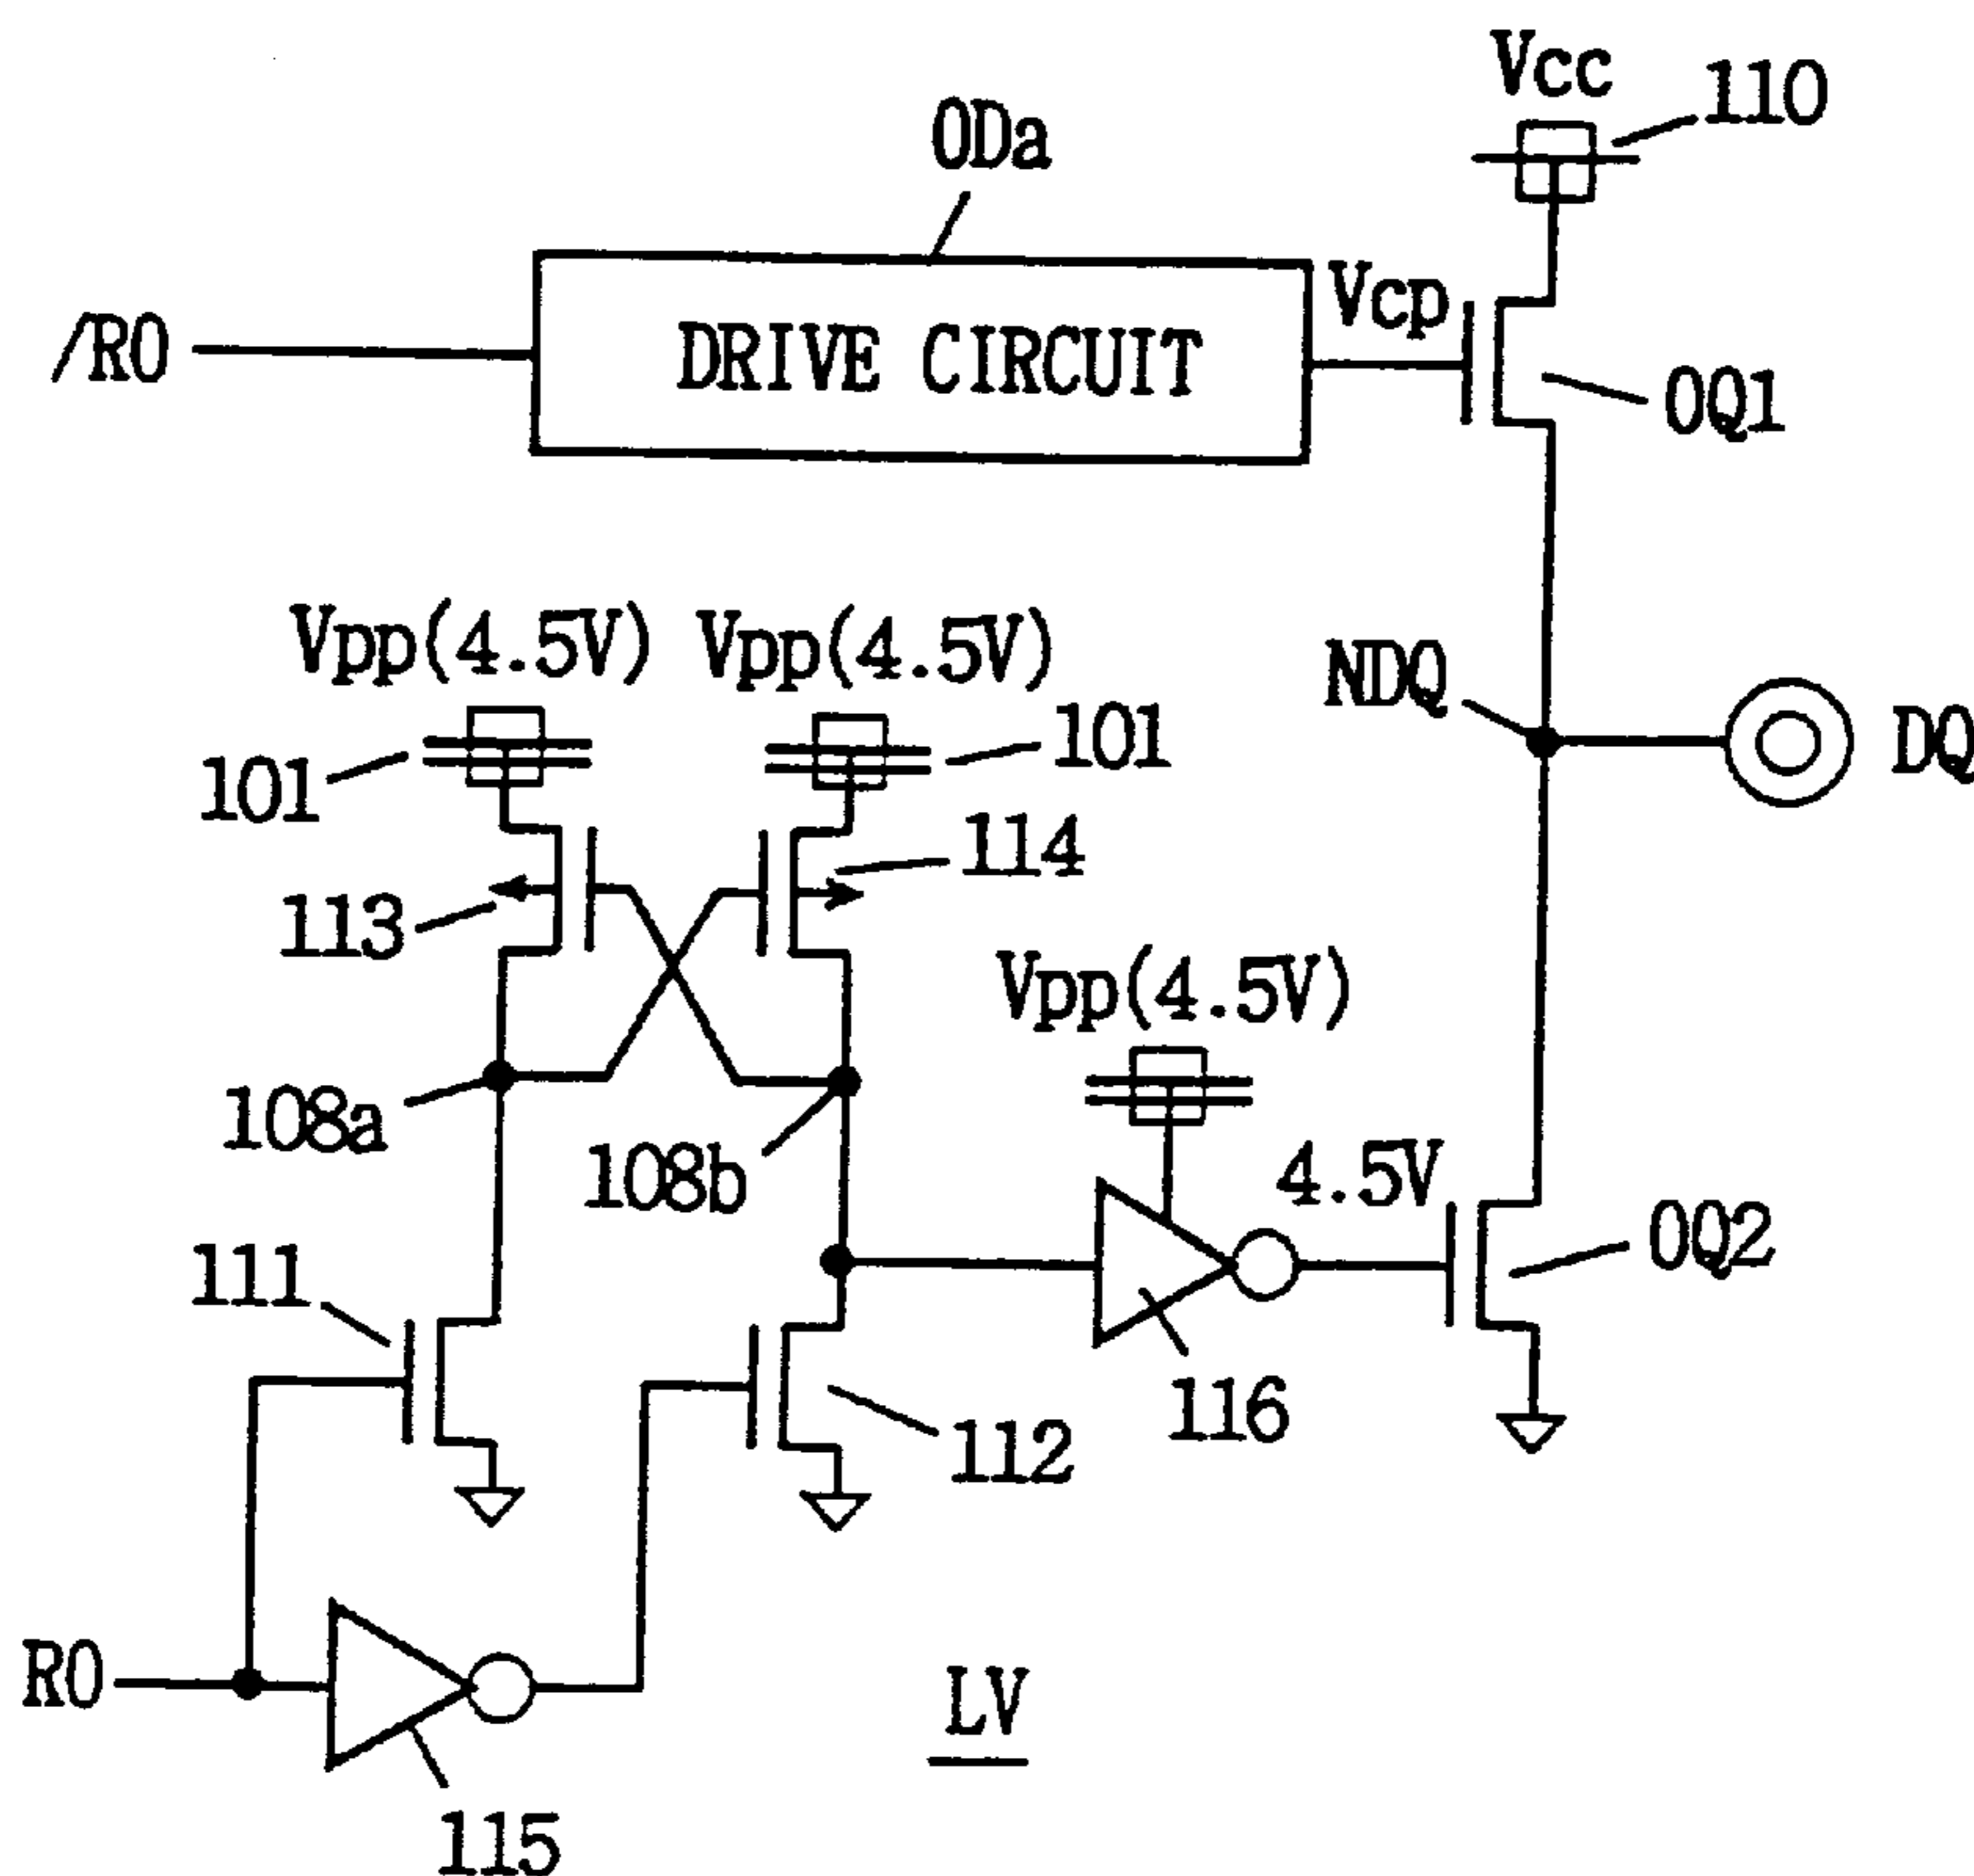 Vcc
110
ODa
Vcp
/RO
DRIVE CIRCUIT
OQ1
Vpp(4.5V)
Vpp(4.5V)
NDQ
DQ
101
101
114
113
Vpp(4.5V)
108a
108b
4.5V
OQ2
111
116
112
RO
LV
115